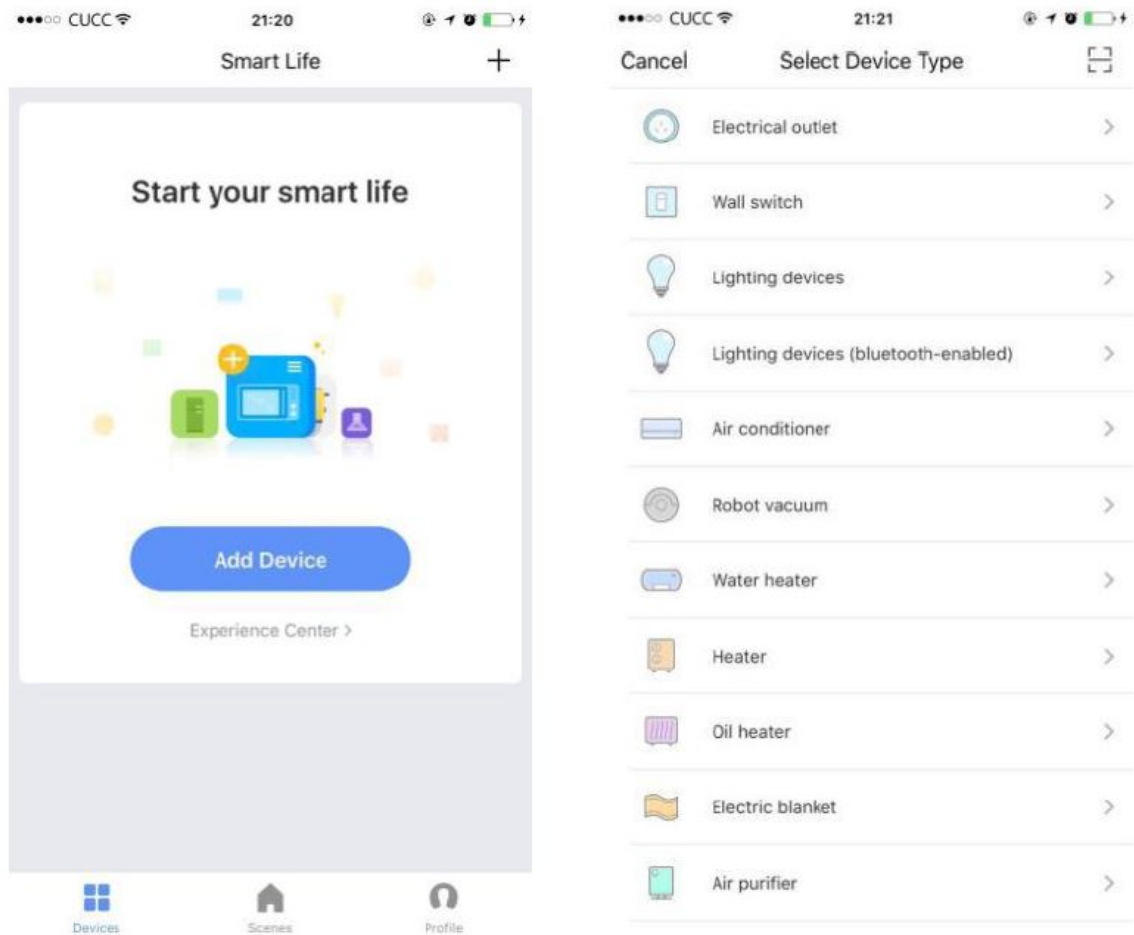 CUCC 21:20
Smart Life +
Start your smart life
Add Device
Experience Center >
Devices Scenes Profile
CUCC 21:21
Cancel Select Device Type
Electrical outlet
Wall switch
Lighting devices
Lighting devices (bluetooth-enabled)
Air conditioner
Robot vacuum
Water heater
Heater
Oil heater
Electric blanket
Air purifier